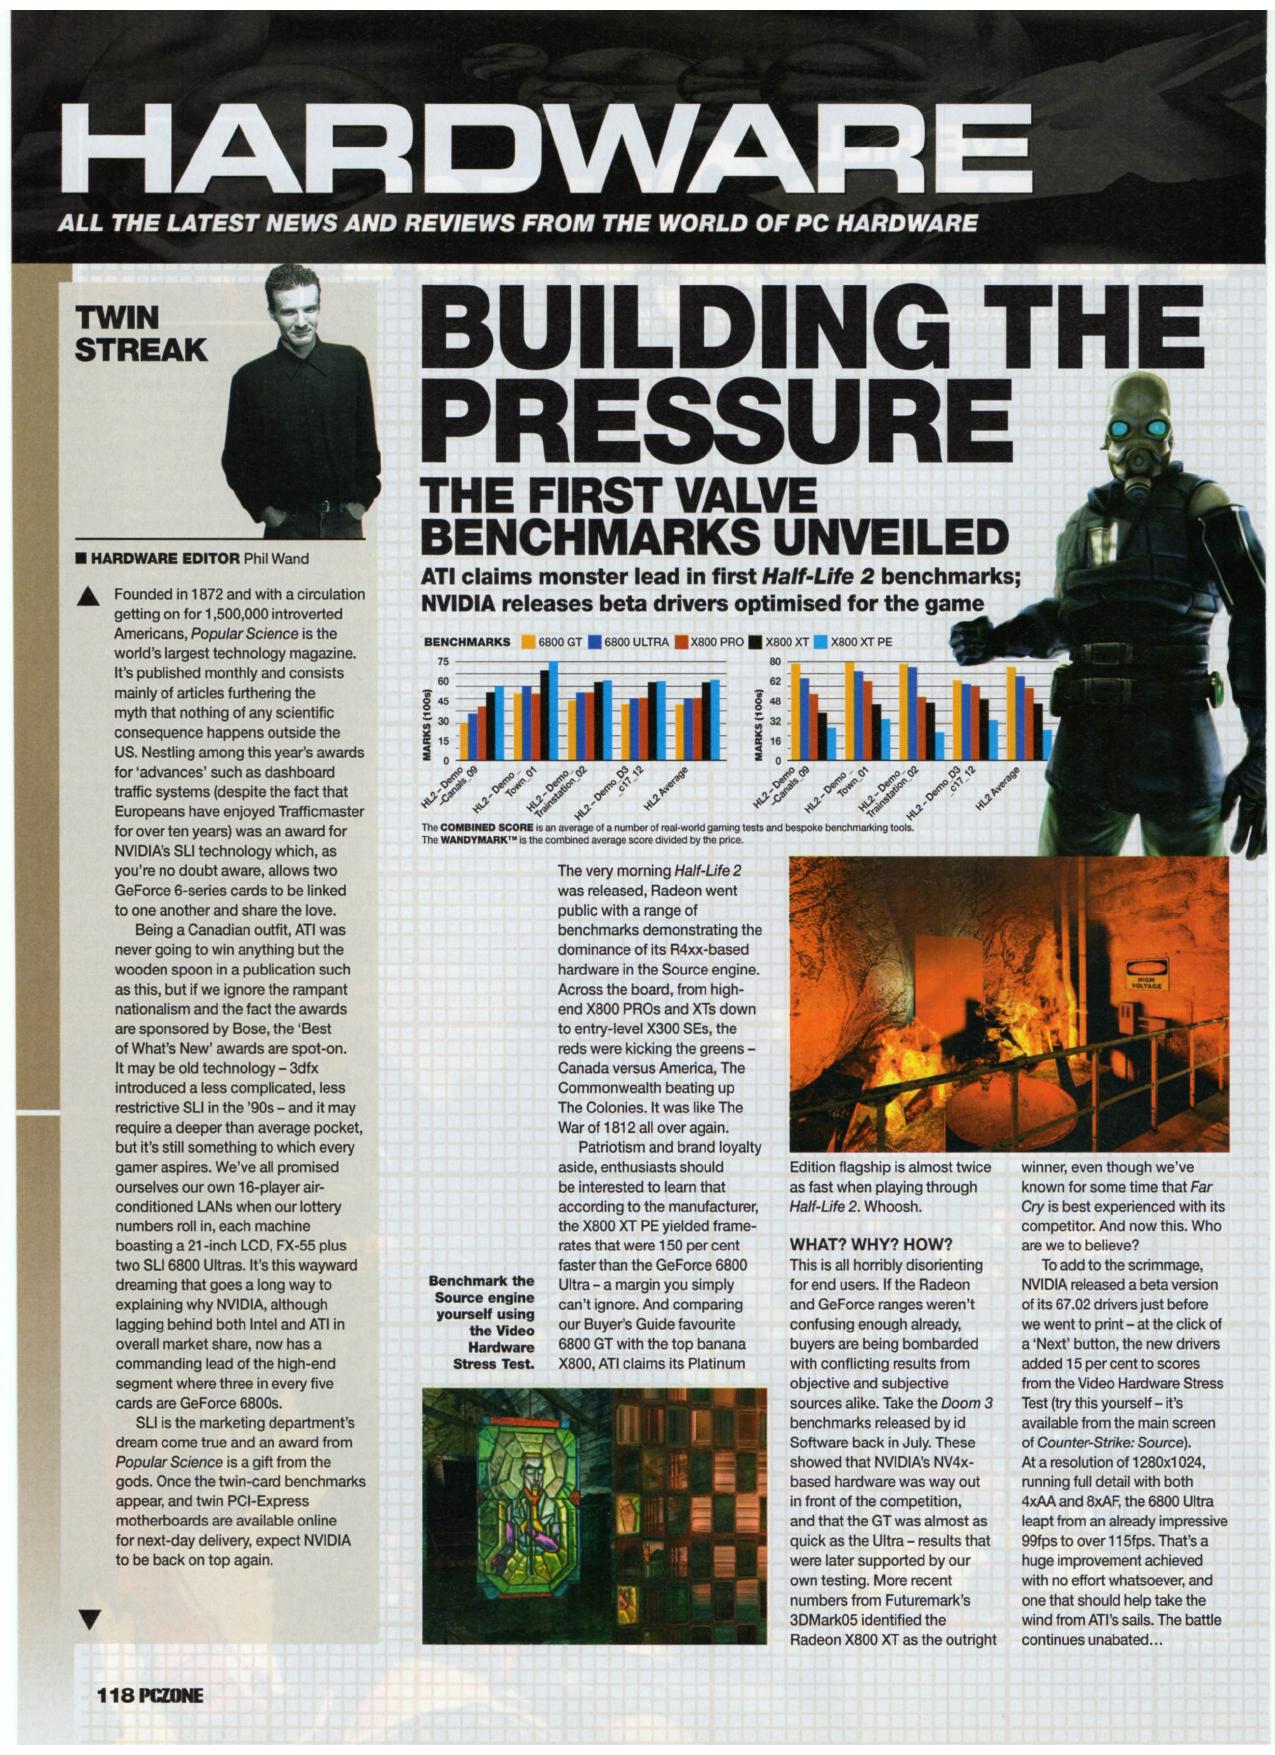 HARDWARE
ALL THE LATEST NEWS AND REVIEWS FROM THE WORLD OF PC HARDWARE
TWIN
STREAK
■ HARDWARE EDITOR Phil Wand
▲ Founded in 1872 and with a circulation
getting on for 1,500,000 introverted
Americans, Popular Science is the
world's largest technology magazine.
It's published monthly and consists
mainly of articles furthering the
myth that nothing of any scientific
consequence happens outside the
US. Nestling among this year's awards
for 'advances' such as dashboard
traffic systems (despite the fact that
Europeans have enjoyed Trafficmaster
for over ten years) was an award for
NVIDIA's SLI technology which, as
you're no doubt aware, allows two
GeForce 6-series cards to be linked
to one another and share the love.
Being a Canadian outfit, ATI was
never going to win anything but the
wooden spoon in a publication such
as this, but if we ignore the rampant
nationalism and the fact the awards
are sponsored by Bose, the 'Best
of What's New' awards are spot-on.
It may be old technology – 3dfx
introduced a less complicated, less
restrictive SLI in the '90s – and it may
require a deeper than average pocket,
but it's still something to which every
gamer aspires. We've all promised
ourselves our own 16-player air-
conditioned LANs when our lottery
numbers roll in, each machine
boasting a 21-inch LCD, FX-55 plus
two SLI 6800 Ultras. It's this wayward
dreaming that goes a long way to
explaining why NVIDIA, although
lagging behind both Intel and ATI in
overall market share, now has a
commanding lead of the high-end
segment where three in every five
cards are GeForce 6800s.
SLI is the marketing department's
dream come true and an award from
Popular Science is a gift from the
gods. Once the twin-card benchmarks
appear, and twin PCI-Express
motherboards are available online
for next-day delivery, expect NVIDIA
to be back on top again.
▼
BUILDING THE
PRESSURE
THE FIRST VALVE
BENCHMARKS UNVEILED
ATI claims monster lead in first Half-Life 2 benchmarks;
NVIDIA releases beta drivers optimised for the game
BENCHMARKS 6800 GT 6800 ULTRA X800 PRO X800 XT X800 XT PE
MARKS (100s)
75
60
45
30
15
0
HL2 – Demo
–Canals_09
HL2 – Demo_
Town_01
HL2 – Demo_
Trainstation_02
HL2 – Demo_D3
_c17_12
HL2 Average
MARKS (100s)
80
62
48
32
16
0
HL2 – Demo
–Canals_09
HL2 – Demo_
Town_01
HL2 – Demo_
Trainstation_02
HL2 – Demo_D3
_c17_12
HL2 Average
The COMBINED SCORE is an average of a number of real-world gaming tests and bespoke benchmarking tools.
The WANDYMARK™ is the combined average score divided by the price.
The very morning Half-Life 2
was released, Radeon went
public with a range of
benchmarks demonstrating the
dominance of its R4xx-based
hardware in the Source engine.
Across the board, from high-
end X800 PROs and XTs down
to entry-level X300 SEs, the
reds were kicking the greens –
Canada versus America, The
Commonwealth beating up
The Colonies. It was like The
War of 1812 all over again.
Patriotism and brand loyalty
aside, enthusiasts should
be interested to learn that
according to the manufacturer,
the X800 XT PE yielded frame-
rates that were 150 per cent
faster than the GeForce 6800
Ultra – a margin you simply
can't ignore. And comparing
our Buyer's Guide favourite
6800 GT with the top banana
X800, ATI claims its Platinum
Benchmark the
Source engine
yourself using
the Video
Hardware
Stress Test.
HIGH
VOLTAGE
Edition flagship is almost twice
as fast when playing through
Half-Life 2. Whoosh.
WHAT? WHY? HOW?
This is all horribly disorienting
for end users. If the Radeon
and GeForce ranges weren't
confusing enough already,
buyers are being bombarded
with conflicting results from
objective and subjective
sources alike. Take the Doom 3
benchmarks released by id
Software back in July. These
showed that NVIDIA's NV4x-
based hardware was way out
in front of the competition,
and that the GT was almost as
quick as the Ultra – results that
were later supported by our
own testing. More recent
numbers from Futuremark's
3DMark05 identified the
Radeon X800 XT as the outright
winner, even though we've
known for some time that Far
Cry is best experienced with its
competitor. And now this. Who
are we to believe?
To add to the scrimmage,
NVIDIA released a beta version
of its 67.02 drivers just before
we went to print – at the click of
a 'Next' button, the new drivers
added 15 per cent to scores
from the Video Hardware Stress
Test (try this yourself – it's
available from the main screen
of Counter-Strike: Source).
At a resolution of 1280x1024,
running full detail with both
4xAA and 8xAF, the 6800 Ultra
leapt from an already impressive
99fps to over 115fps. That's a
huge improvement achieved
with no effort whatsoever, and
one that should help take the
wind from ATI's sails. The battle
continues unabated...
118 PCZONE